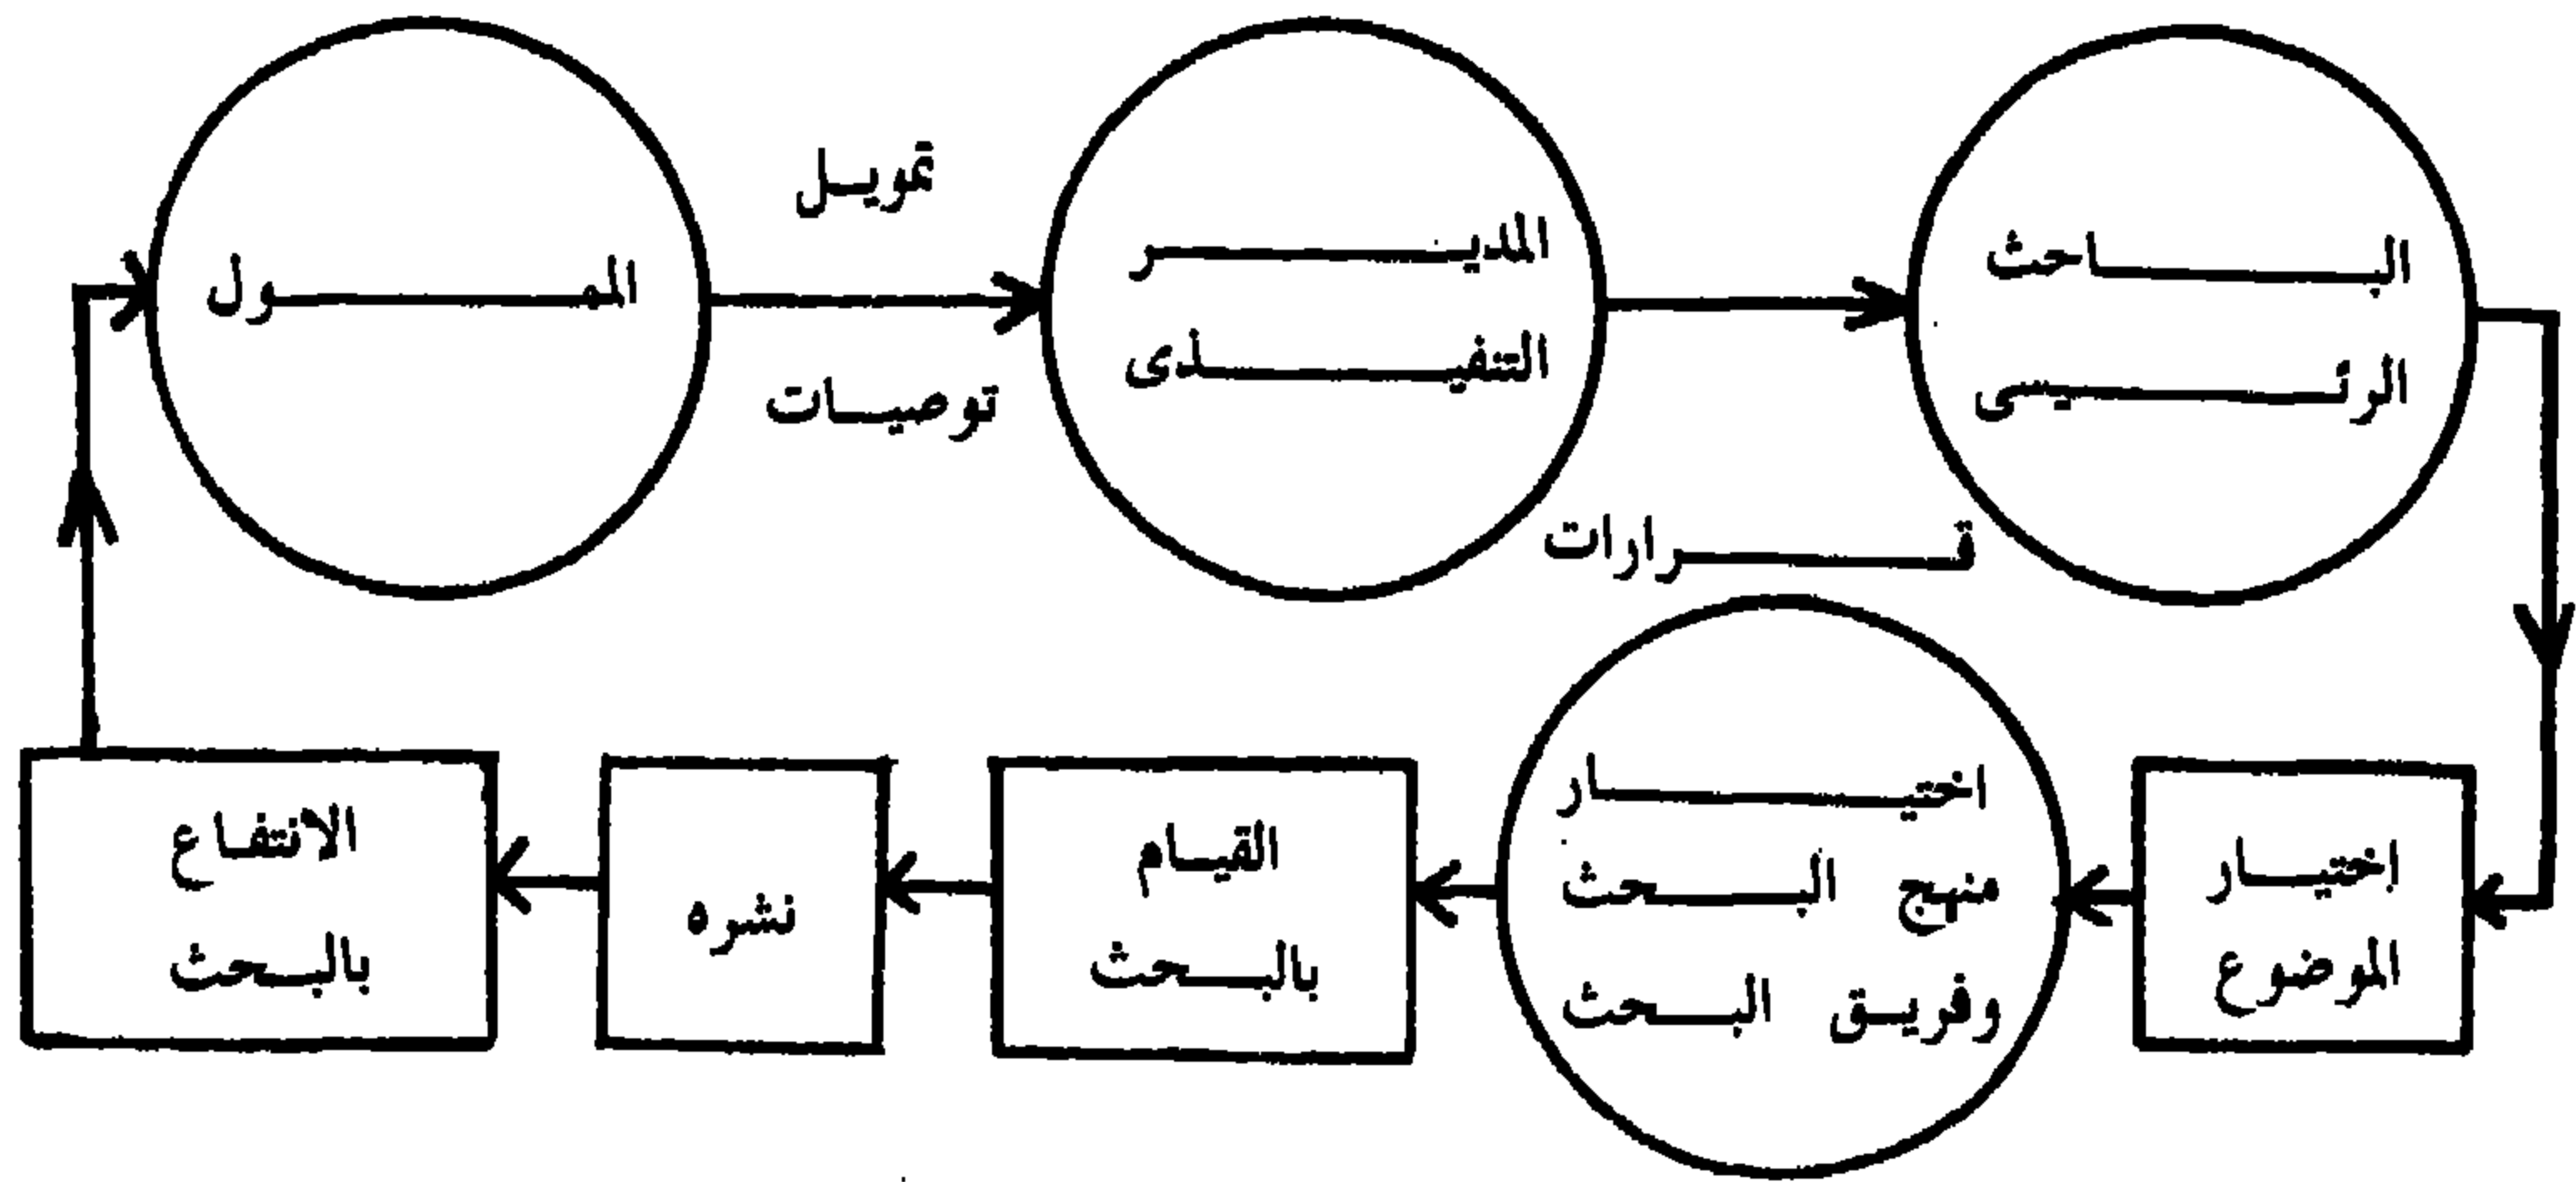 الممول
تمويل
توصيات
المدير
التنفيذى
الباحث
الرئيسى
قرارات
اختيار
الموضوع
اختيار
منهج البحث
وفريق البحث
القيام
بالبحث
نشره
الانتفاع
بالبحث